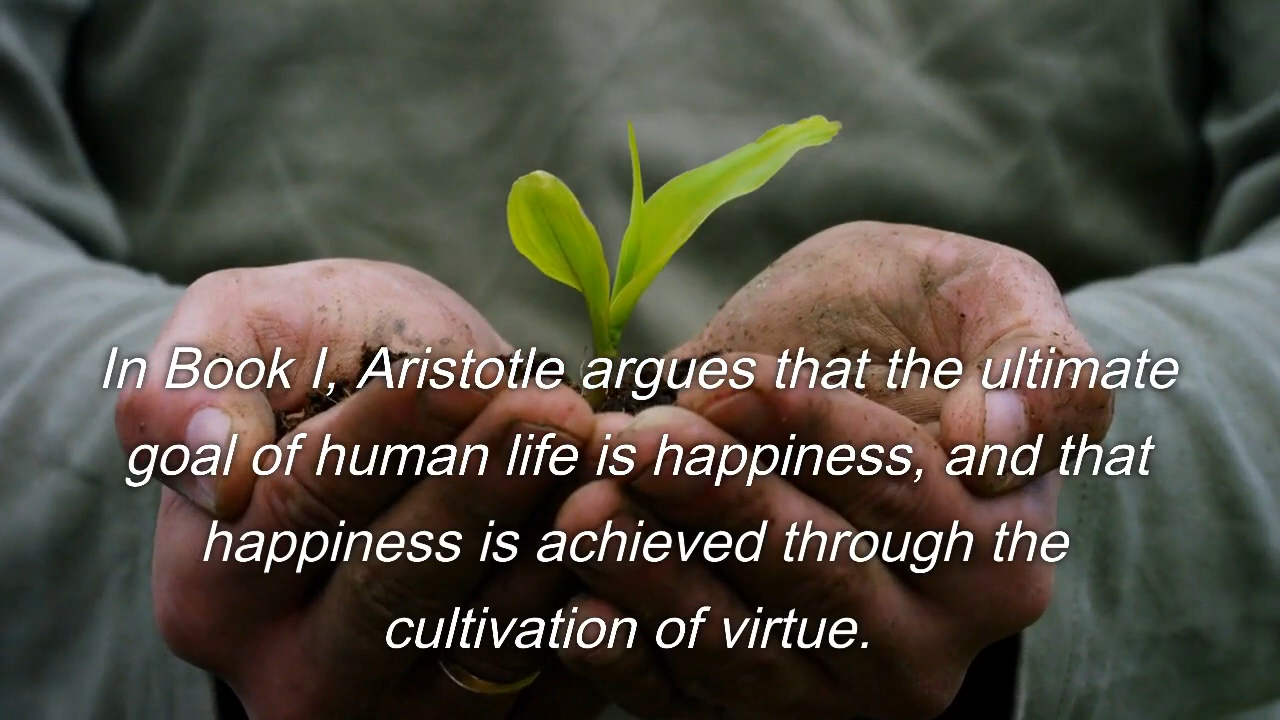 In Book I, Aristotle argues that the ultimate
goal of human life is happiness, and that
happiness is achieved through the
cultivation of virtue.